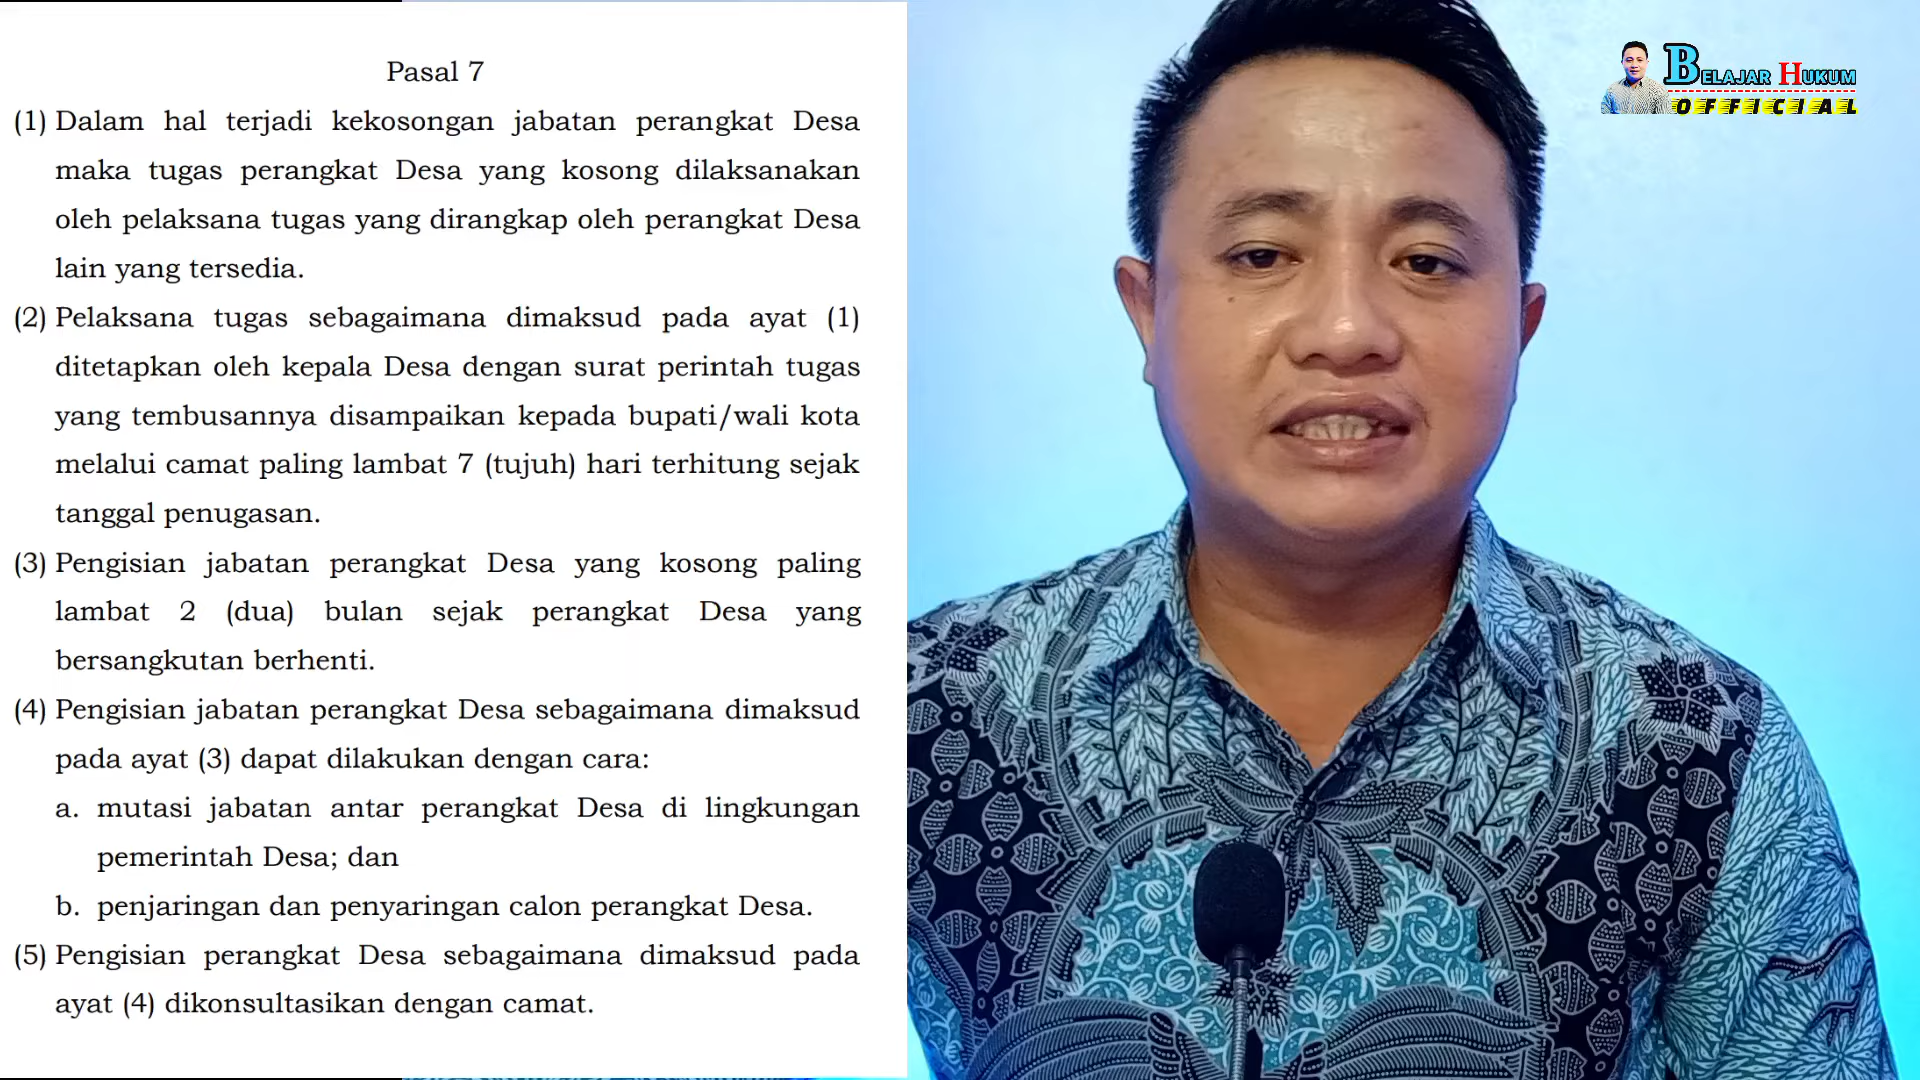 Pasal 7
(1) Dalam hal terjadi kekosongan jabatan perangkat Desa
maka tugas perangkat Desa yang kosong dilaksanakan
oleh pelaksana tugas yang dirangkap oleh perangkat Desa
lain yang tersedia.
(2) Pelaksana tugas sebagaimana dimaksud pada ayat (1)
ditetapkan oleh kepala Desa dengan surat perintah tugas
yang tembusannya disampaikan kepada bupati/wali kota
melalui camat paling lambat 7 (tujuh) hari terhitung sejak
tanggal penugasan.
(3) Pengisian jabatan perangkat Desa yang kosong paling
lambat 2 (dua) bulan sejak perangkat Desa yang
bersangkutan berhenti.
(4) Pengisian jabatan perangkat Desa sebagaimana dimaksud
pada ayat (3) dapat dilakukan dengan cara:
a. mutasi jabatan antar perangkat Desa di lingkungan
pemerintah Desa; dan
b. penjaringan dan penyaringan calon perangkat Desa.
(5) Pengisian perangkat Desa sebagaimana dimaksud pada
ayat (4) dikonsultasikan dengan camat.
BELAJAR HUKUM
OFFICIAL